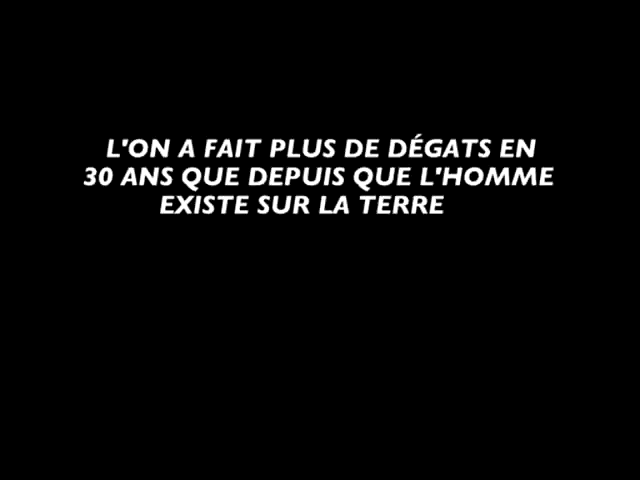 L'ON A FAIT PLUS DE DÉGATS EN
30 ANS QUE DEPUIS QUE L'HOMME
EXISTE SUR LA TERRE